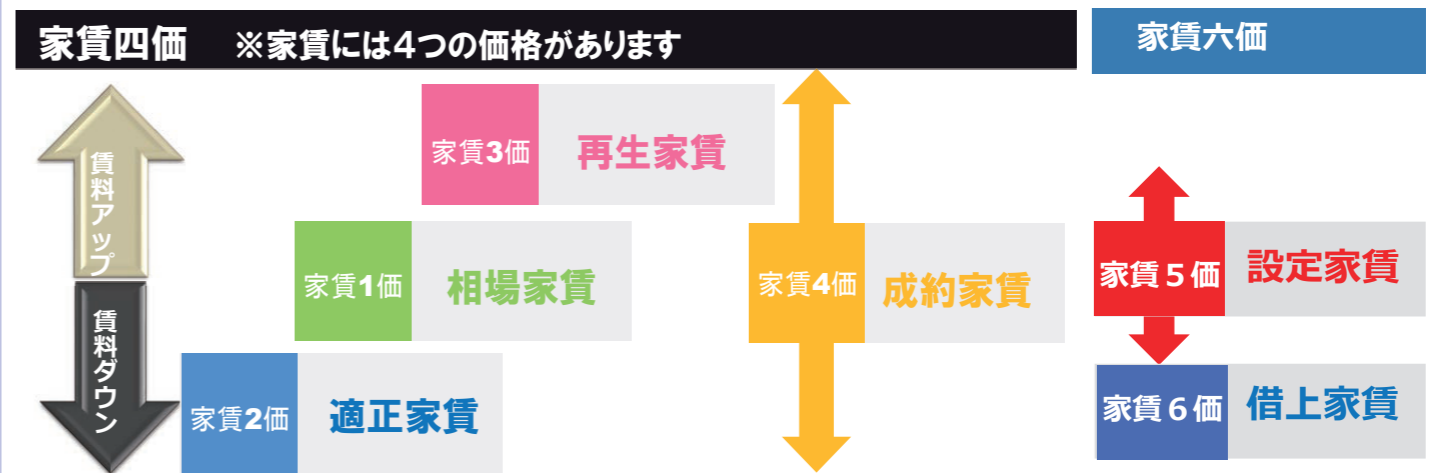 家賃四価 ※家賃には4つの価格があります
家賃六価
賃料アップ
賃料ダウン
家賃3価 再生家賃
家賃1価 相場家賃
家賃2価 適正家賃
家賃4価 成約家賃
家賃5価 設定家賃
家賃6価 借上家賃